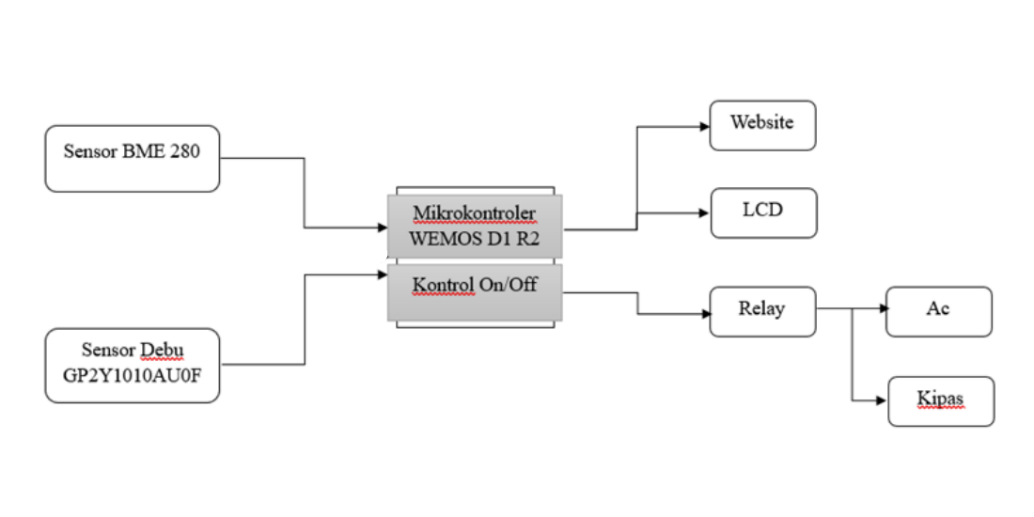 Sensor BME 280
Sensor Debu
GP2Y1010AU0F
Mikrokontroler
WEMOS D1 R2
Kontrol On/Off
Website
LCD
Relay
Ac
Kipas